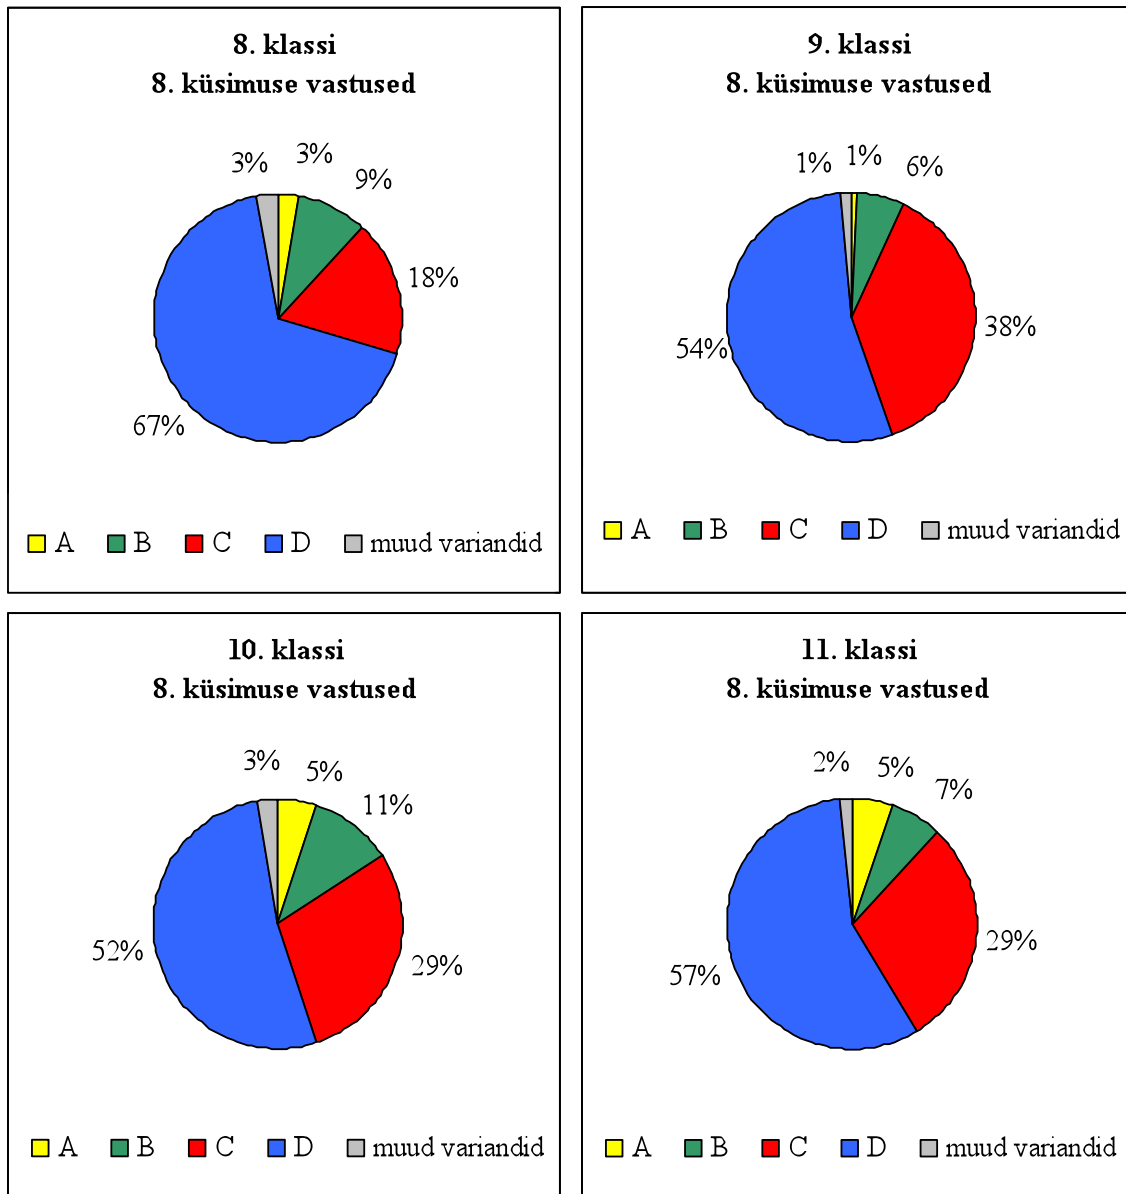 8. klassi
8. küsimuse vastused
3%
3%
9%
18%
67%
A B C D muud variandid
9. klassi
8. küsimuse vastused
1%
1%
6%
38%
54%
A B C D muud variandid
10. klassi
8. küsimuse vastused
3%
5%
11%
29%
52%
A B C D muud variandid
11. klassi
8. küsimuse vastused
2%
5%
7%
29%
57%
A B C D muud variandid